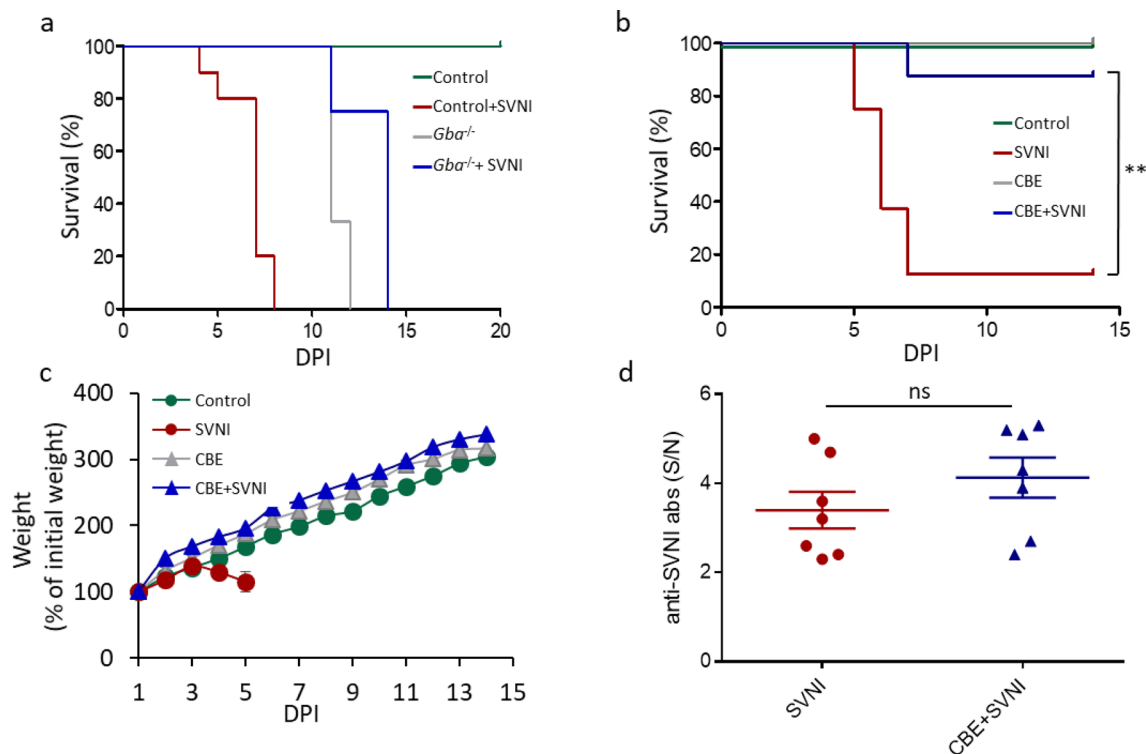 a
100
80
60
40
20
0
Survival (%)
0 5 10 15 20
DPI
Control
Control+SVNI
Gba-/-
Gba-/-+ SVNI
b
100
80
60
40
20
0
Survival (%)
0 5 10 15
DPI
Control
SVNI
CBE
CBE+SVNI
**
c
400
300
200
100
0
Weight
(% of initial weight)
1 3 5 7 9 11 13 15
DPI
Control
SVNI
CBE
CBE+SVNI
d
6
4
2
0
anti-SVNI abs (S/N)
ns
SVNI
CBE+SVNI